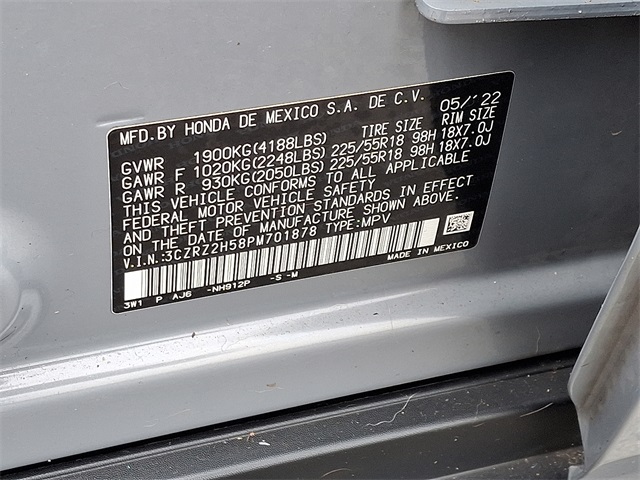 MFD. BY HONDA DE MEXICO S.A. DE C.V. 05/'22
TIRE SIZE RIM SIZE
GVWR 1900KG(4188LBS)
GAWR F 1020KG(2248LBS) 225/55R18 98H 18X7.0J
GAWR R 930KG(2050LBS) 225/55R18 98H 18X7.0J
THIS VEHICLE CONFORMS TO ALL APPLICABLE
FEDERAL MOTOR VEHICLE SAFETY
AND THEFT PREVENTION STANDARDS IN EFFECT
ON THE DATE OF MANUFACTURE SHOWN ABOVE.
V.I.N:3CZRZ2H58PM701878 TYPE:MPV
MADE IN MEXICO
3W1 P AJ6 -NH912P -S -M